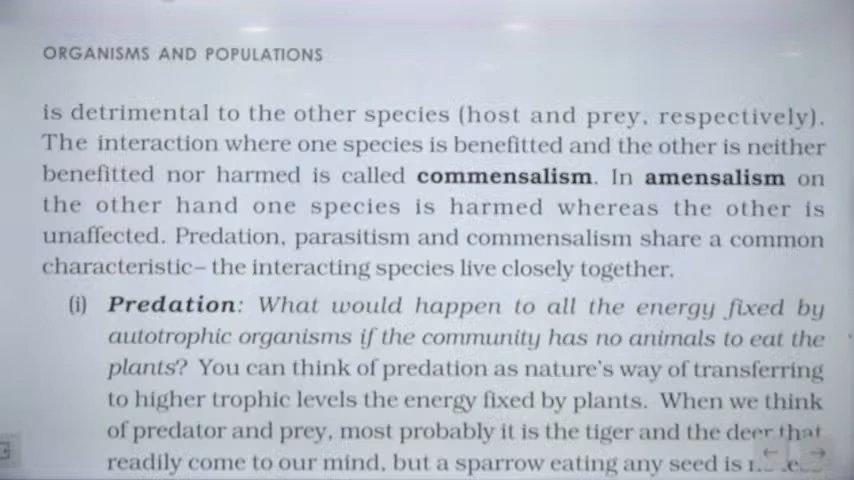 ORGANISMS AND POPULATIONS
is detrimental to the other species (host and prey, respectively).
The interaction where one species is benefitted and the other is neither
benefitted nor harmed is called commensalism. In amensalism on
the other hand one species is harmed whereas the other is
unaffected. Predation, parasitism and commensalism share a common
characteristic– the interacting species live closely together.
(i) Predation: What would happen to all the energy fixed by
autotrophic organisms if the community has no animals to eat the
plants? You can think of predation as nature's way of transferring
to higher trophic levels the energy fixed by plants. When we think
of predator and prey, most probably it is the tiger and the deer that
readily come to our mind, but a sparrow eating any seed is